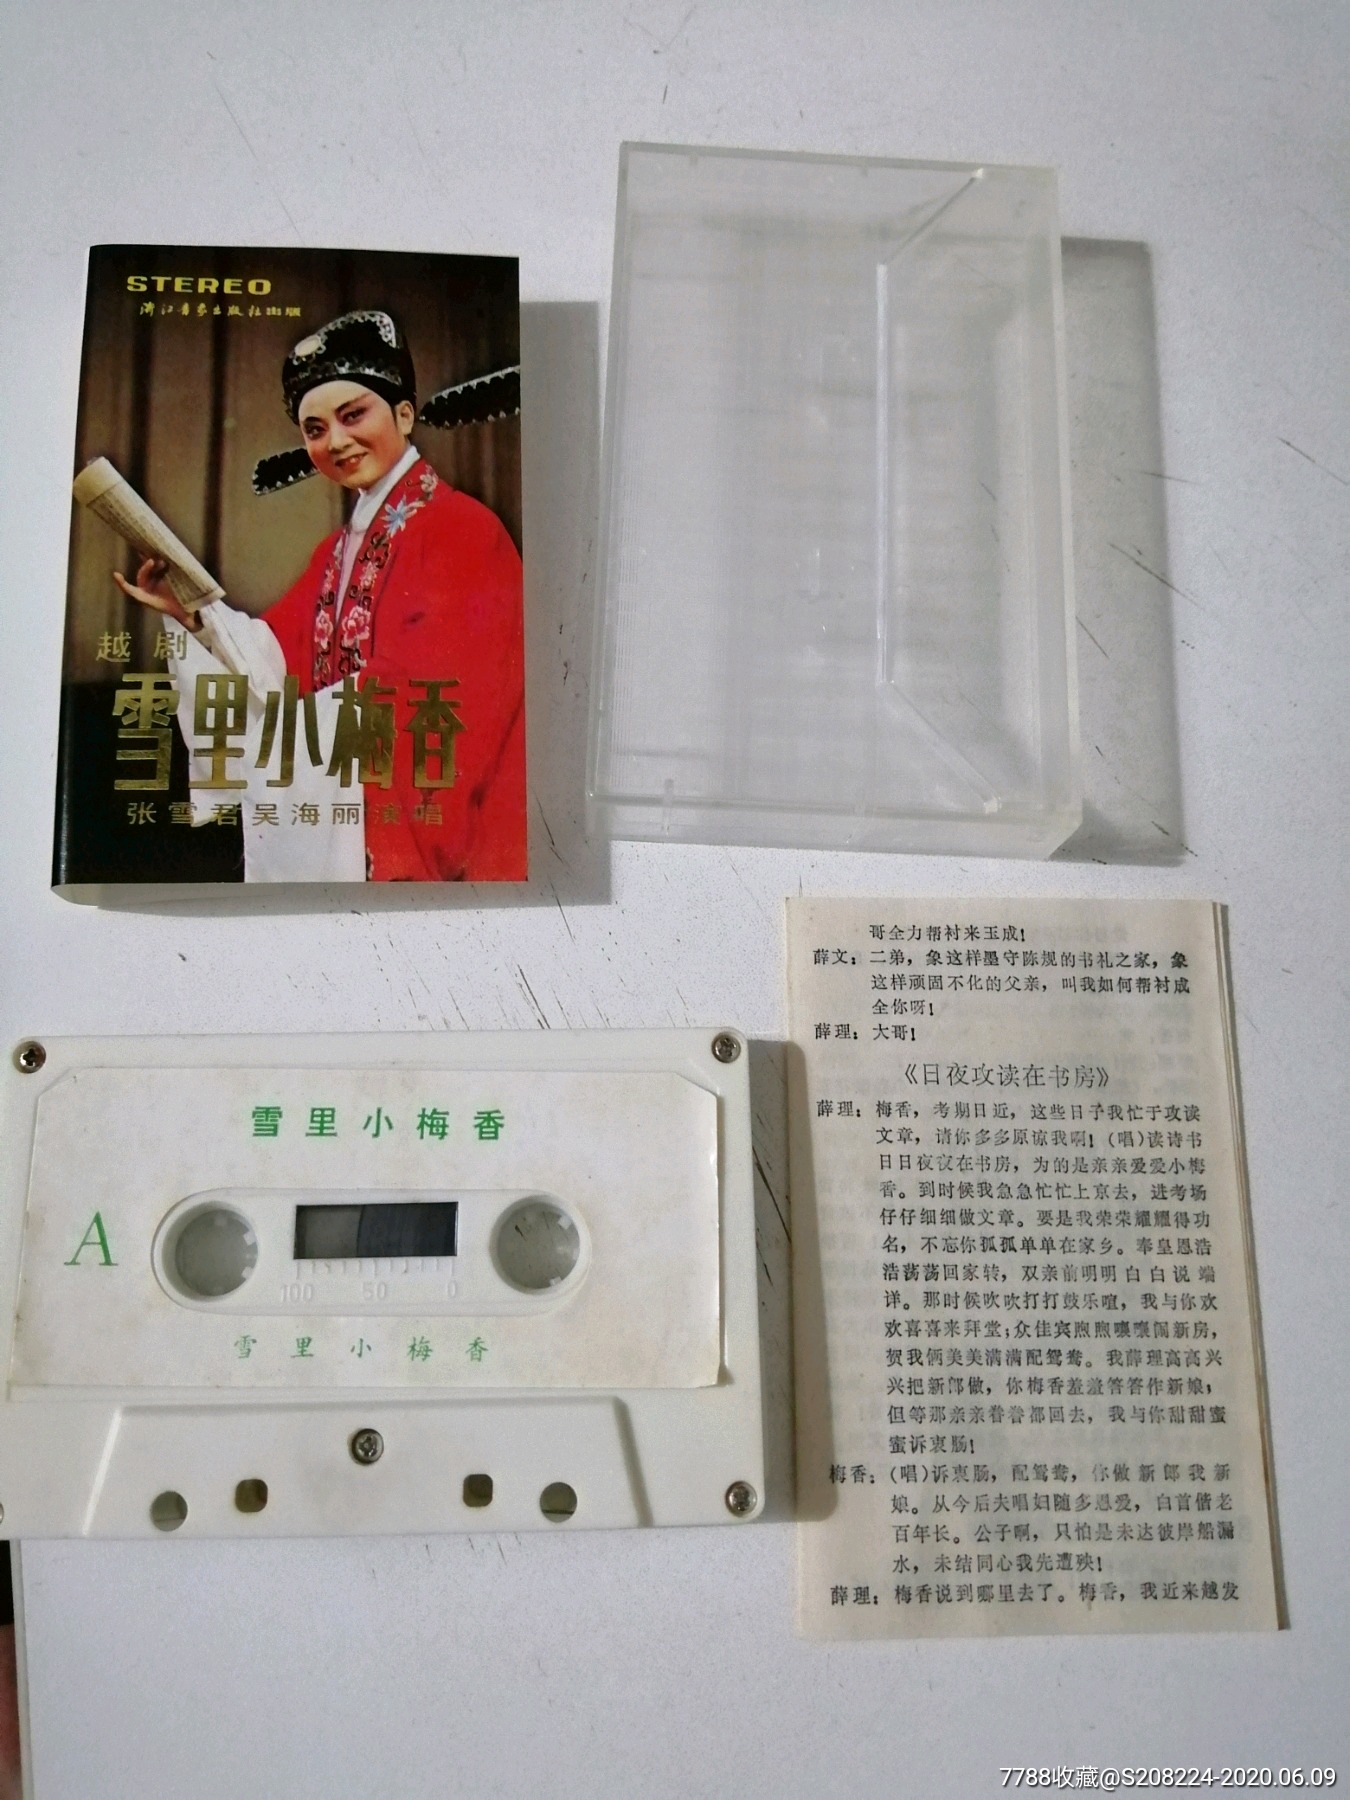 STEREO
浙江音象出版社出版
越剧
雪里小梅香
张雪君吴海丽演唱
雪里小梅香
A
100 50 0
雪里小梅香
哥全力帮衬来玉成！
薛文：二弟，象这样墨守陈规的书礼之家，象
这样顽固不化的父亲，叫我如何帮衬成
全你呀！
薛理：大哥！
《日夜攻读在书房》
薛理：梅香，考期日近，这些日子我忙于攻读
文章，请你多多原谅我啊！（唱）读诗书
日日夜夜在书房，为的是亲亲爱爱小梅
香。到时候我急急忙忙上京去，进考场
仔仔细细做文章。要是我荣荣耀耀得功
名，不忘你孤孤单单在家乡。奉皇恩浩
浩荡荡回家转，双亲前明明白白说端
详。那时候吹吹打打鼓乐喧，我与你欢
欢喜喜来拜堂；众佳宾煦煦嚷嚷闹新房，
贺我俩美美满满配鸳鸯。我薛理高高兴
兴把新郎做，你梅香羞羞答答作新娘，
但等那亲亲眷眷都回去，我与你甜甜蜜
蜜诉衷肠！
梅香：（唱）诉衷肠，配鸳鸯，你做新郎我新
娘。从今后夫唱妇随多恩爱，白首偕老
百年长。公子啊，只怕是未达彼岸船漏
水，未结同心我先遭殃！
薛理：梅香说到哪里去了。梅香，我近来越发
7788收藏@S208224-2020.06.09